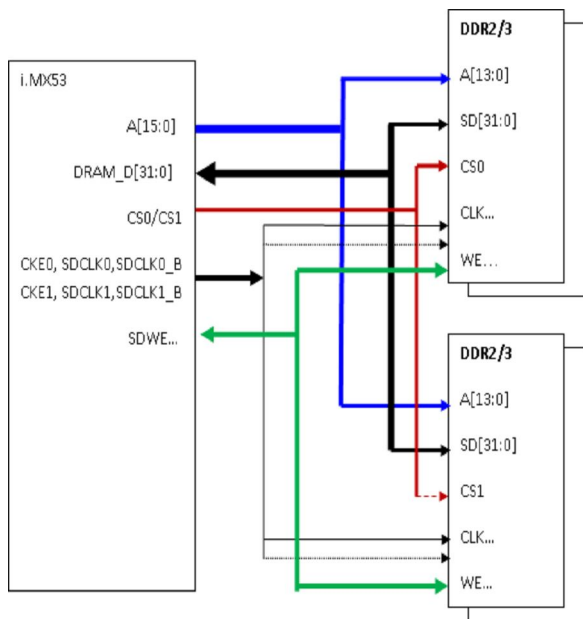 i.MX53
A[15:0]
DRAM_D[31:0]
CS0/CS1
CKE0, SDCLK0,SDCLK0_B
CKE1, SDCLK1,SDCLK1_B
SDWE...
DDR2/3
A[13:0]
SD[31:0]
CS0
CLK...
WE...
DDR2/3
A[13:0]
SD[31:0]
CS1
CLK...
WE...